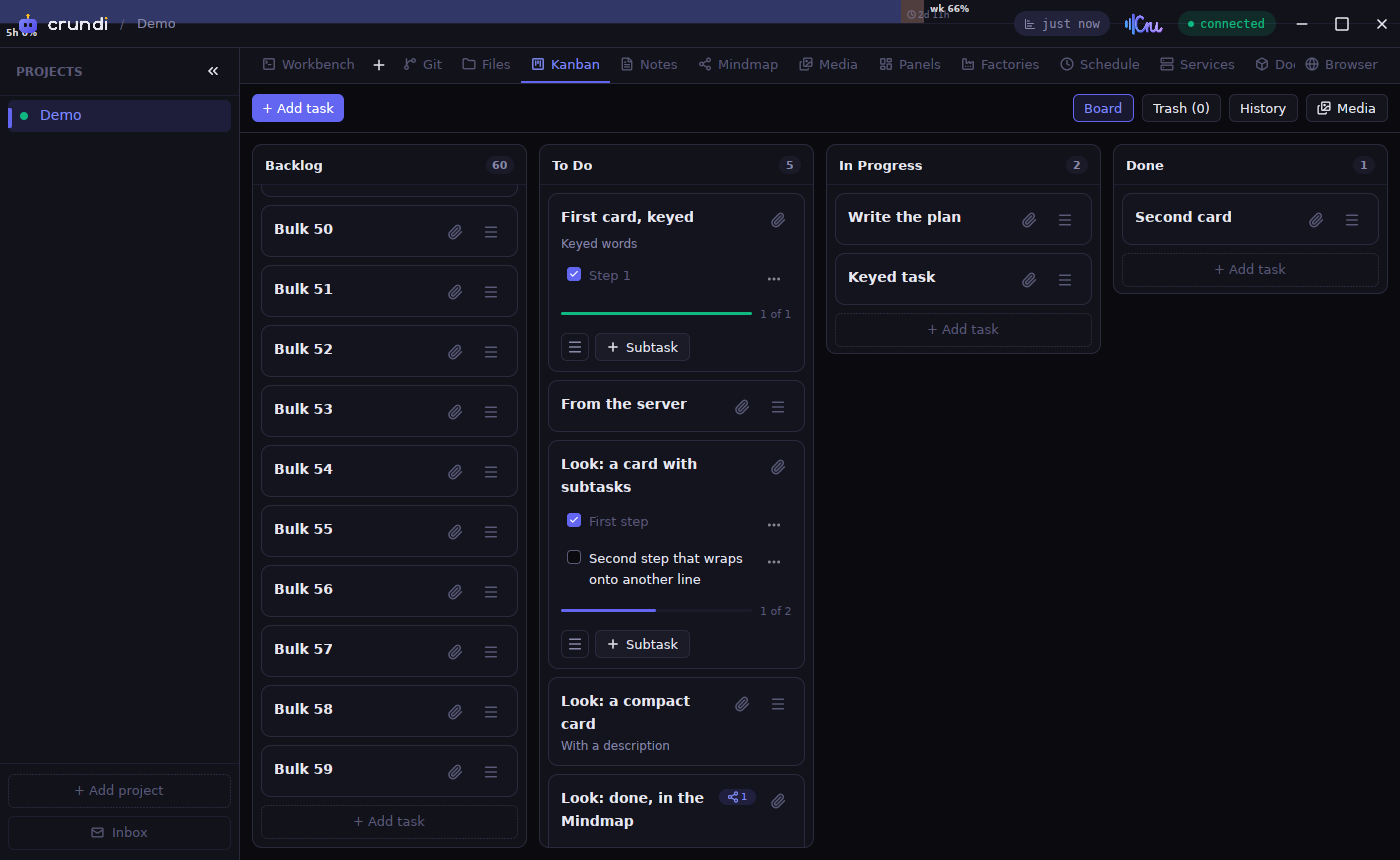 wk 66%
5h 6%
2d 11h
crundi / Demo
just now
Cru
connected
PROJECTS
Demo
+ Add project
Inbox
Workbench
Git
Files
Kanban
Notes
Mindmap
Media
Panels
Factories
Schedule
Services
Doc
Browser
+ Add task
Board
Trash (0)
History
Media
Backlog 60
Bulk 50
Bulk 51
Bulk 52
Bulk 53
Bulk 54
Bulk 55
Bulk 56
Bulk 57
Bulk 58
Bulk 59
+ Add task
To Do 5
First card, keyed
Keyed words
Step 1
1 of 1
+ Subtask
From the server
Look: a card with
subtasks
First step
Second step that wraps
onto another line
1 of 2
+ Subtask
Look: a compact
card
With a description
Look: done, in the 1
Mindmap
In Progress 2
Write the plan
Keyed task
+ Add task
Done 1
Second card
+ Add task